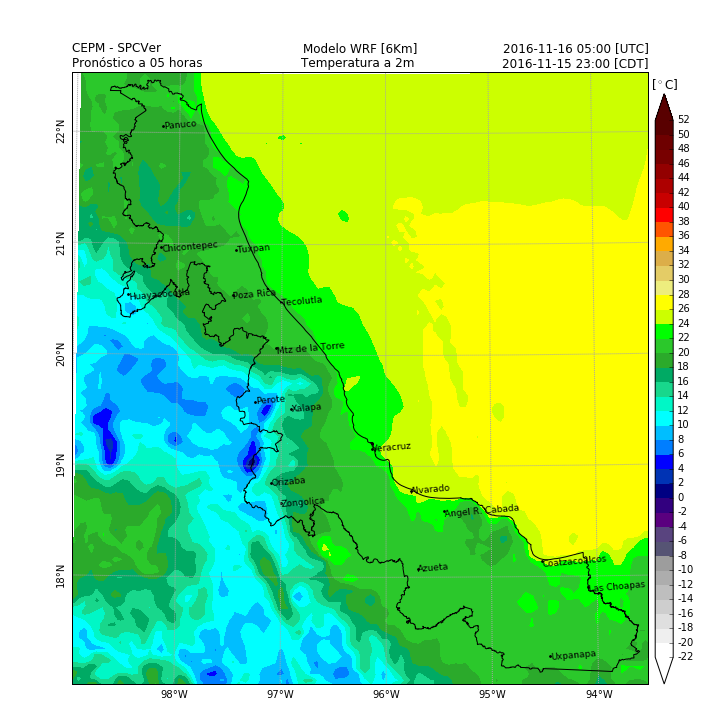 CEPM - SPCVer Modelo WRF [6Km] 2016-11-16 05:00 [UTC]
Pronóstico a 05 horas Temperatura a 2m 2016-11-15 23:00 [CDT]
[°C]
52
50
48
46
44
42
40
38
36
34
32
30
28
26
24
22
20
18
16
14
12
10
8
6
4
2
0
-2
-4
-6
-8
-10
-12
-14
-16
-18
-20
-22
22°N
21°N
20°N
19°N
18°N
Panuco
Chicontepec
Tuxpan
Huayacocotla
Poza Rica
Tecolutla
Mtz de la Torre
Perote
Xalapa
Veracruz
Orizaba
Alvarado
Zongolica
Angel R. Cabada
Azueta
Coatzacoalcos
Las Choapas
Uxpanapa
98°W 97°W 96°W 95°W 94°W